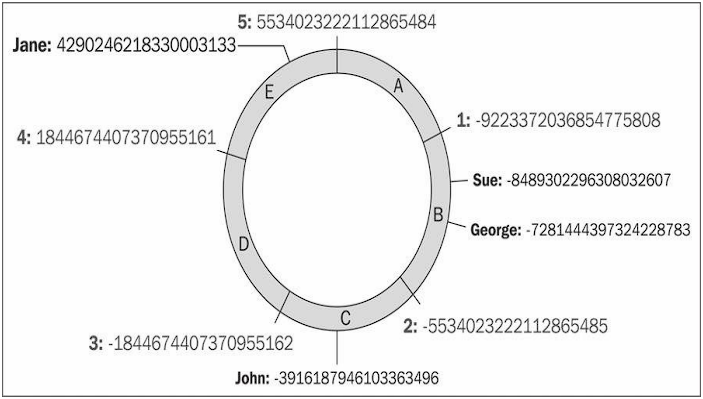 5: 5534023222112865484
Jane: 4290246218330003133
E
A
1: -9223372036854775808
4: 1844674407370955161
Sue: -8489302296308032607
B
George: -7281444397324228783
D
C
2: -5534023222112865485
3: -1844674407370955162
John: -3916187946103363496